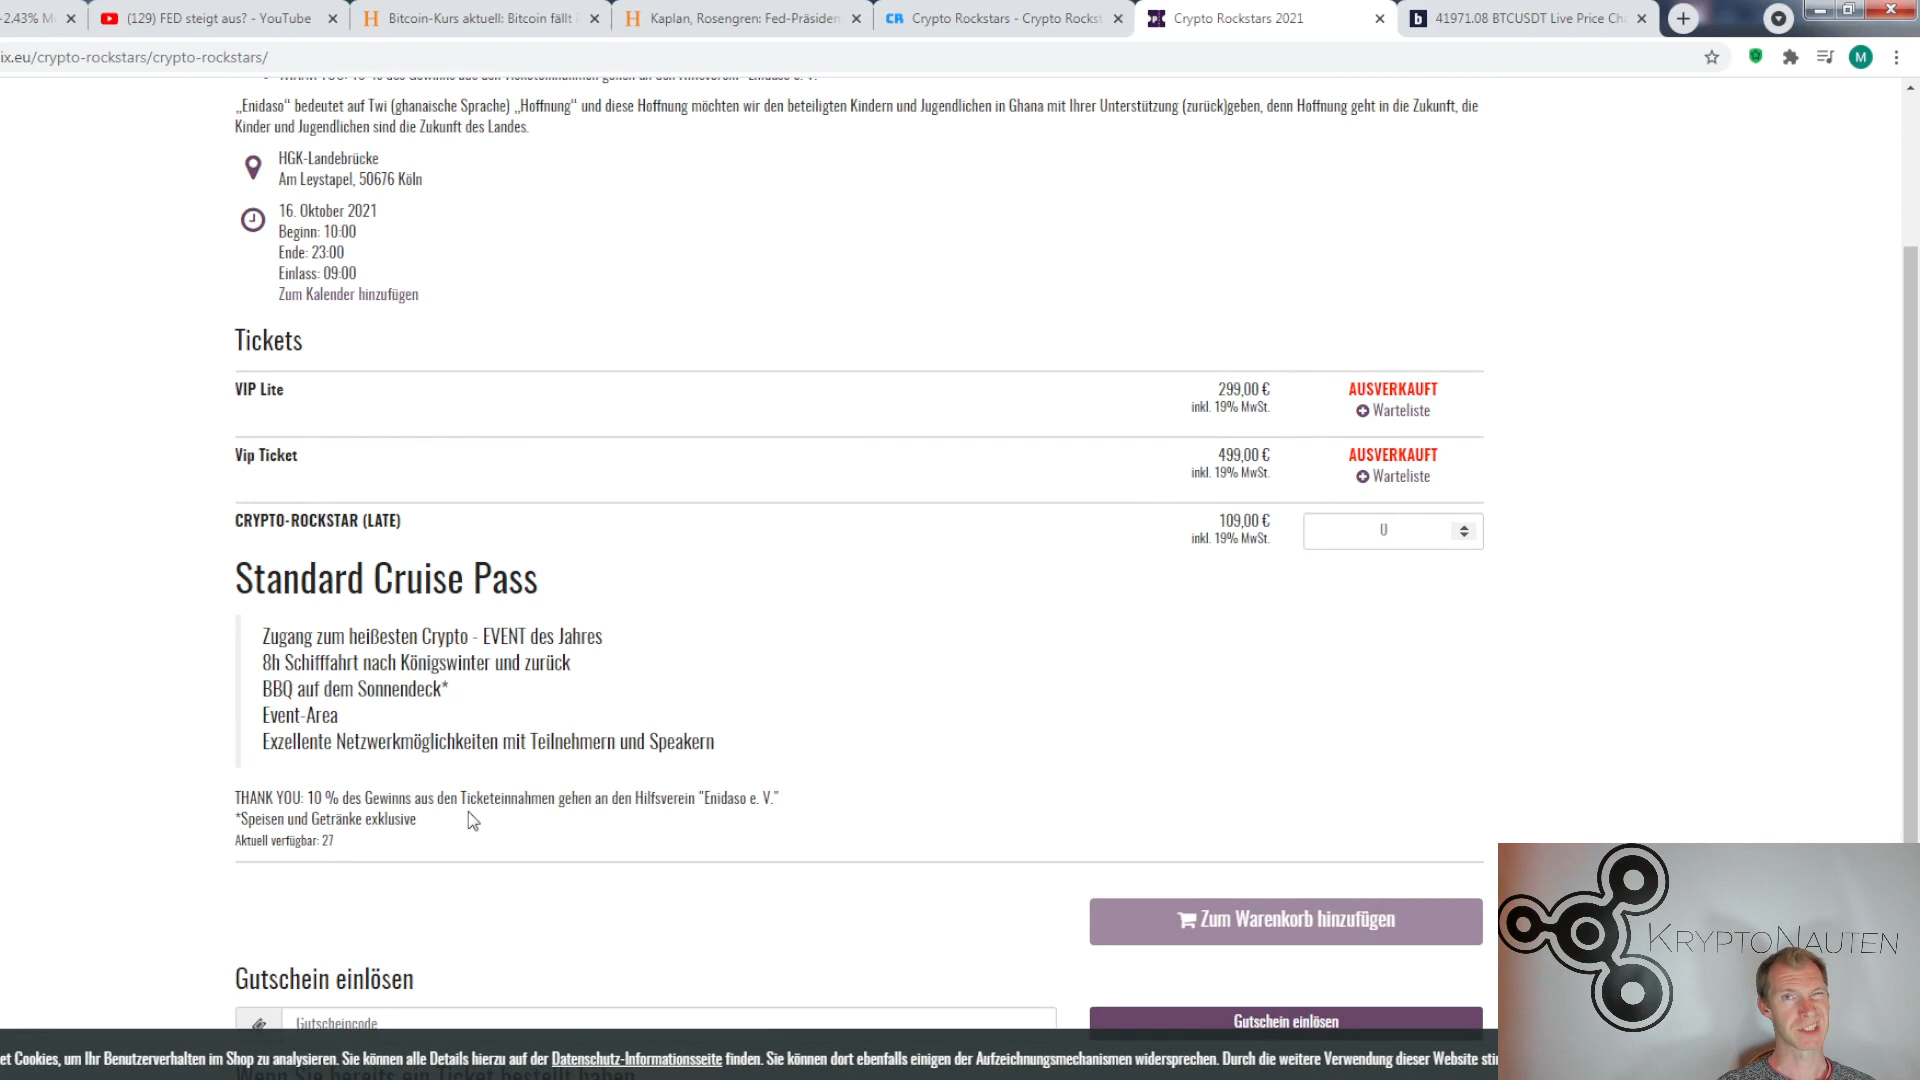 -2.43%
(129) FED steigt aus? - YouTube
Bitcoin-Kurs aktuell: Bitcoin fällt
Kaplan, Rosengren: Fed-Präsiden
Crypto Rockstars - Crypto Rockst
Crypto Rockstars 2021
41971.08 BTCUSDT Live Price Ch
ix.eu/crypto-rockstars/crypto-rockstars/
M
„Enidaso“ bedeutet auf Twi (ghanaische Sprache) „Hoffnung“ und diese Hoffnung möchten wir den beteiligten Kindern und Jugendlichen in Ghana mit Ihrer Unterstützung (zurück)geben, denn Hoffnung geht in die Zukunft, die
Kinder und Jugendlichen sind die Zukunft des Landes.
HGK-Landebrücke
Am Leystapel, 50676 Köln
16. Oktober 2021
Beginn: 10:00
Ende: 23:00
Einlass: 09:00
Zum Kalender hinzufügen
Tickets
VIP Lite 299,00 € AUSVERKAUFT
inkl. 19% MwSt. Warteliste
Vip Ticket 499,00 € AUSVERKAUFT
inkl. 19% MwSt. Warteliste
CRYPTO-ROCKSTAR (LATE) 109,00 € 0
inkl. 19% MwSt.
Standard Cruise Pass
Zugang zum heißesten Crypto - EVENT des Jahres
8h Schifffahrt nach Königswinter und zurück
BBQ auf dem Sonnendeck*
Event-Area
Exzellente Netzwerkmöglichkeiten mit Teilnehmern und Speakern
THANK YOU: 10 % des Gewinns aus den Ticketeinnahmen gehen an den Hilfsverein "Enidaso e. V."
*Speisen und Getränke exklusive
Aktuell verfügbar: 27
Zum Warenkorb hinzufügen
KRYPTONAUTEN
Gutschein einlösen
Gutscheincode
Gutschein einlösen
et Cookies, um Ihr Benutzerverhalten im Shop zu analysieren. Sie können alle Details hierzu auf der Datenschutz-Informationsseite finden. Sie können dort ebenfalls einigen der Aufzeichnungsmechanismen widersprechen. Durch die weitere Verwendung dieser Website sti
Wenn Sie bereits ein Ticket bestellt haben